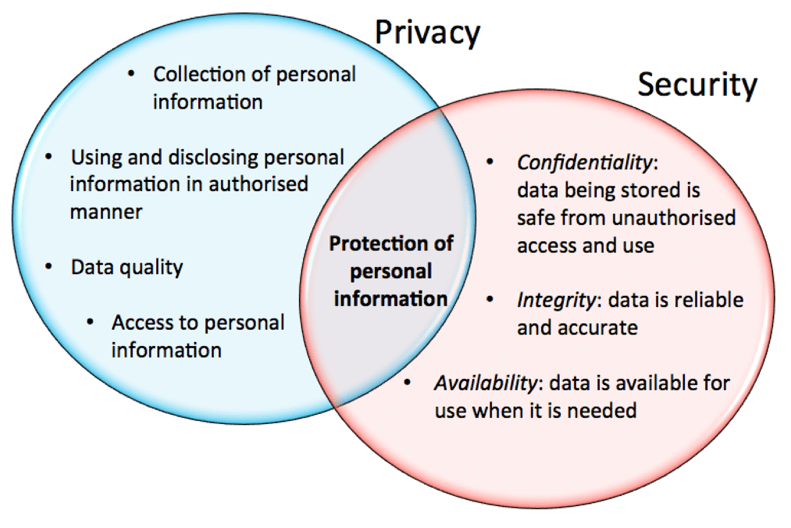 Privacy
• Collection of personal
information
• Using and disclosing personal
information in authorised
manner
• Data quality
• Access to personal
information
Protection of
personal
information
Security
• Confidentiality:
data being stored is
safe from unauthorised
access and use
• Integrity: data is reliable
and accurate
• Availability: data is available for
use when it is needed